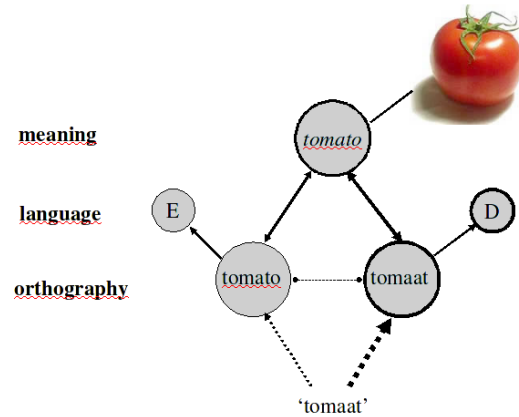 meaning
tomato
language
E
D
orthography
tomato
tomaat
‘tomaat’